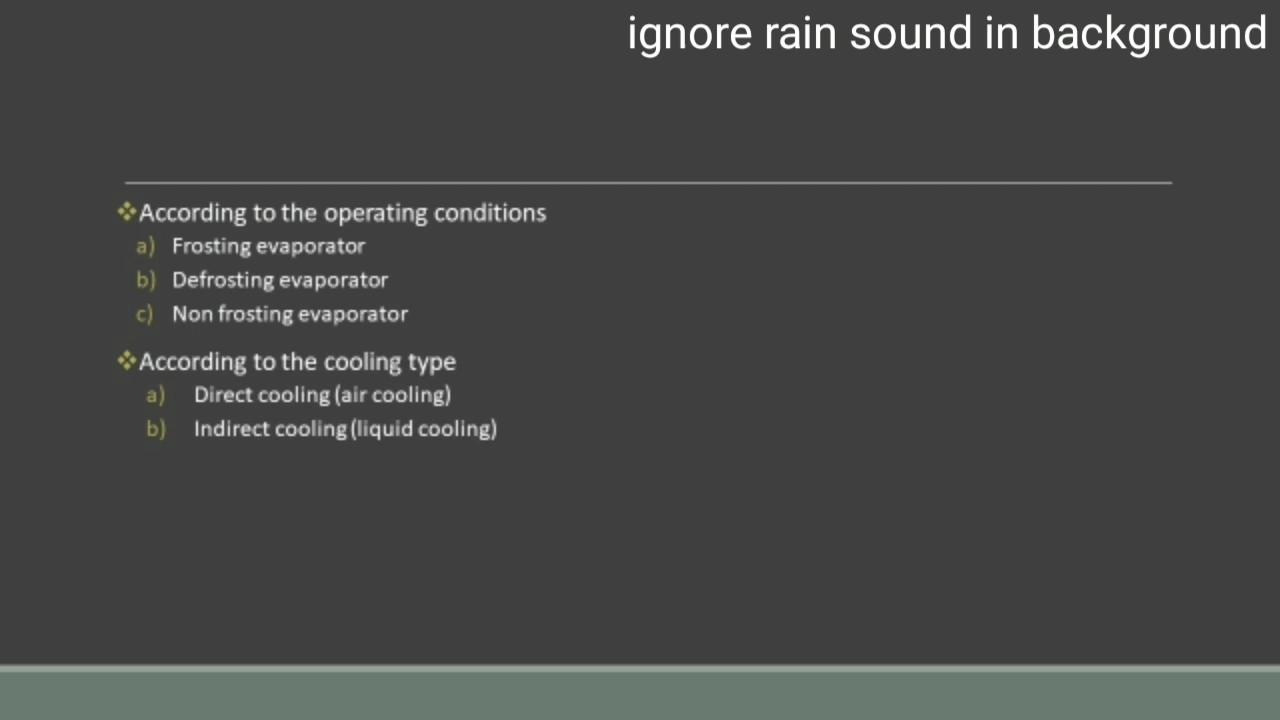 ignore rain sound in background
❖According to the operating conditions
a) Frosting evaporator
b) Defrosting evaporator
c) Non frosting evaporator
❖According to the cooling type
a) Direct cooling (air cooling)
b) Indirect cooling (liquid cooling)